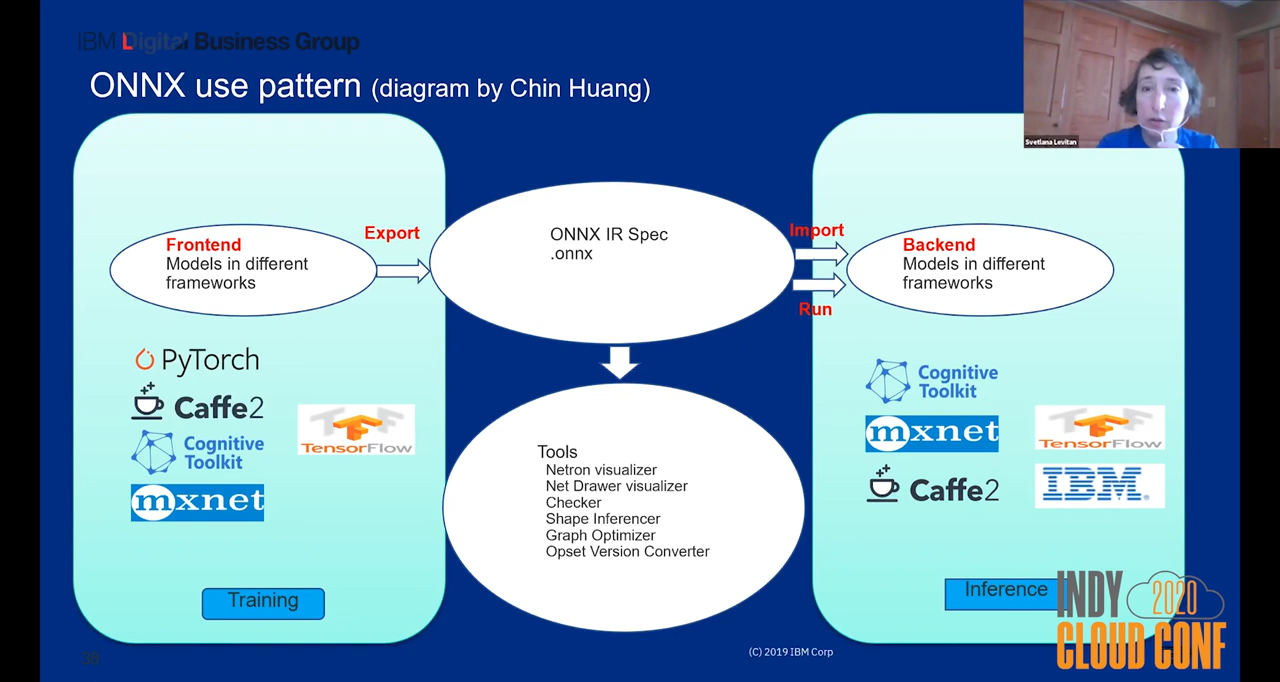 IBM Digital Business Group
ONNX use pattern (diagram by Chin Huang)
Svetlana Levitan
Frontend
Models in different
frameworks
Export
ONNX IR Spec
.onnx
Import
Run
Backend
Models in different
frameworks
PyTorch
Caffe2
Cognitive
Toolkit
mxnet
TensorFlow
Tools
Netron visualizer
Net Drawer visualizer
Checker
Shape Inferencer
Graph Optimizer
Opset Version Converter
Cognitive
Toolkit
mxnet
Caffe2
TensorFlow
IBM
Training
Inference
38
(C) 2019 IBM Corp
INDY 2020
CLOUD CONF